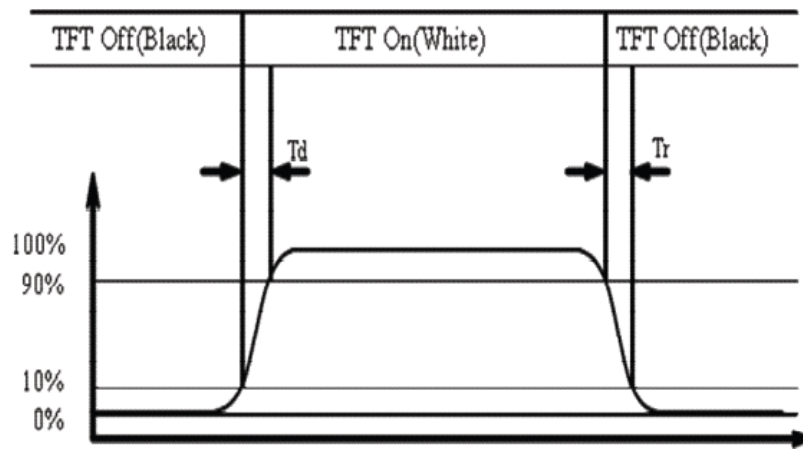 TFT Off(Black) TFT On(White) TFT Off(Black)
Td Tr
100%
90%
10%
0%